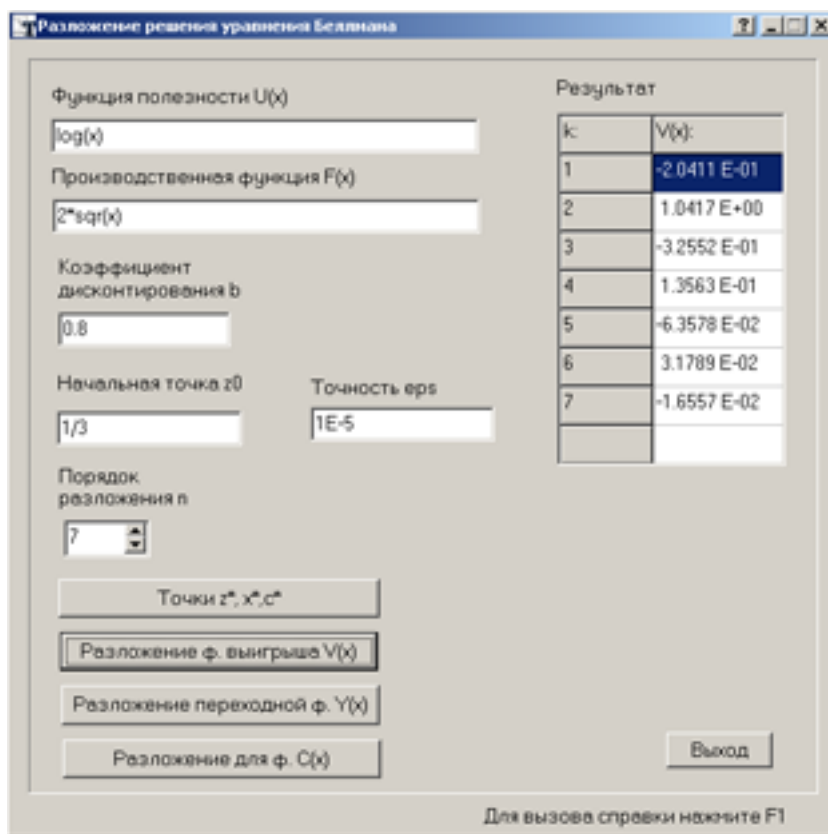 Разложение решения уравнения Беллмана
Функция полезности U(x)
log(x)
Производственная функция F(x)
2*sqr(x)
Коэффициент
дисконтирования b
0.8
Начальная точка z0
1/3
Точность eps
1E-5
Порядок
разложения n
7
Точки z*, x*,c*
Разложение ф. выигрыша V(x)
Разложение переходной ф. Y(x)
Разложение для ф. C(x)
Результат
k: V(x):
1 -2.0411 E-01
2 1.0417 E+00
3 -3.2552 E-01
4 1.3563 E-01
5 -6.3578 E-02
6 3.1789 E-02
7 -1.6557 E-02
Выход
Для вызова справки нажмите F1